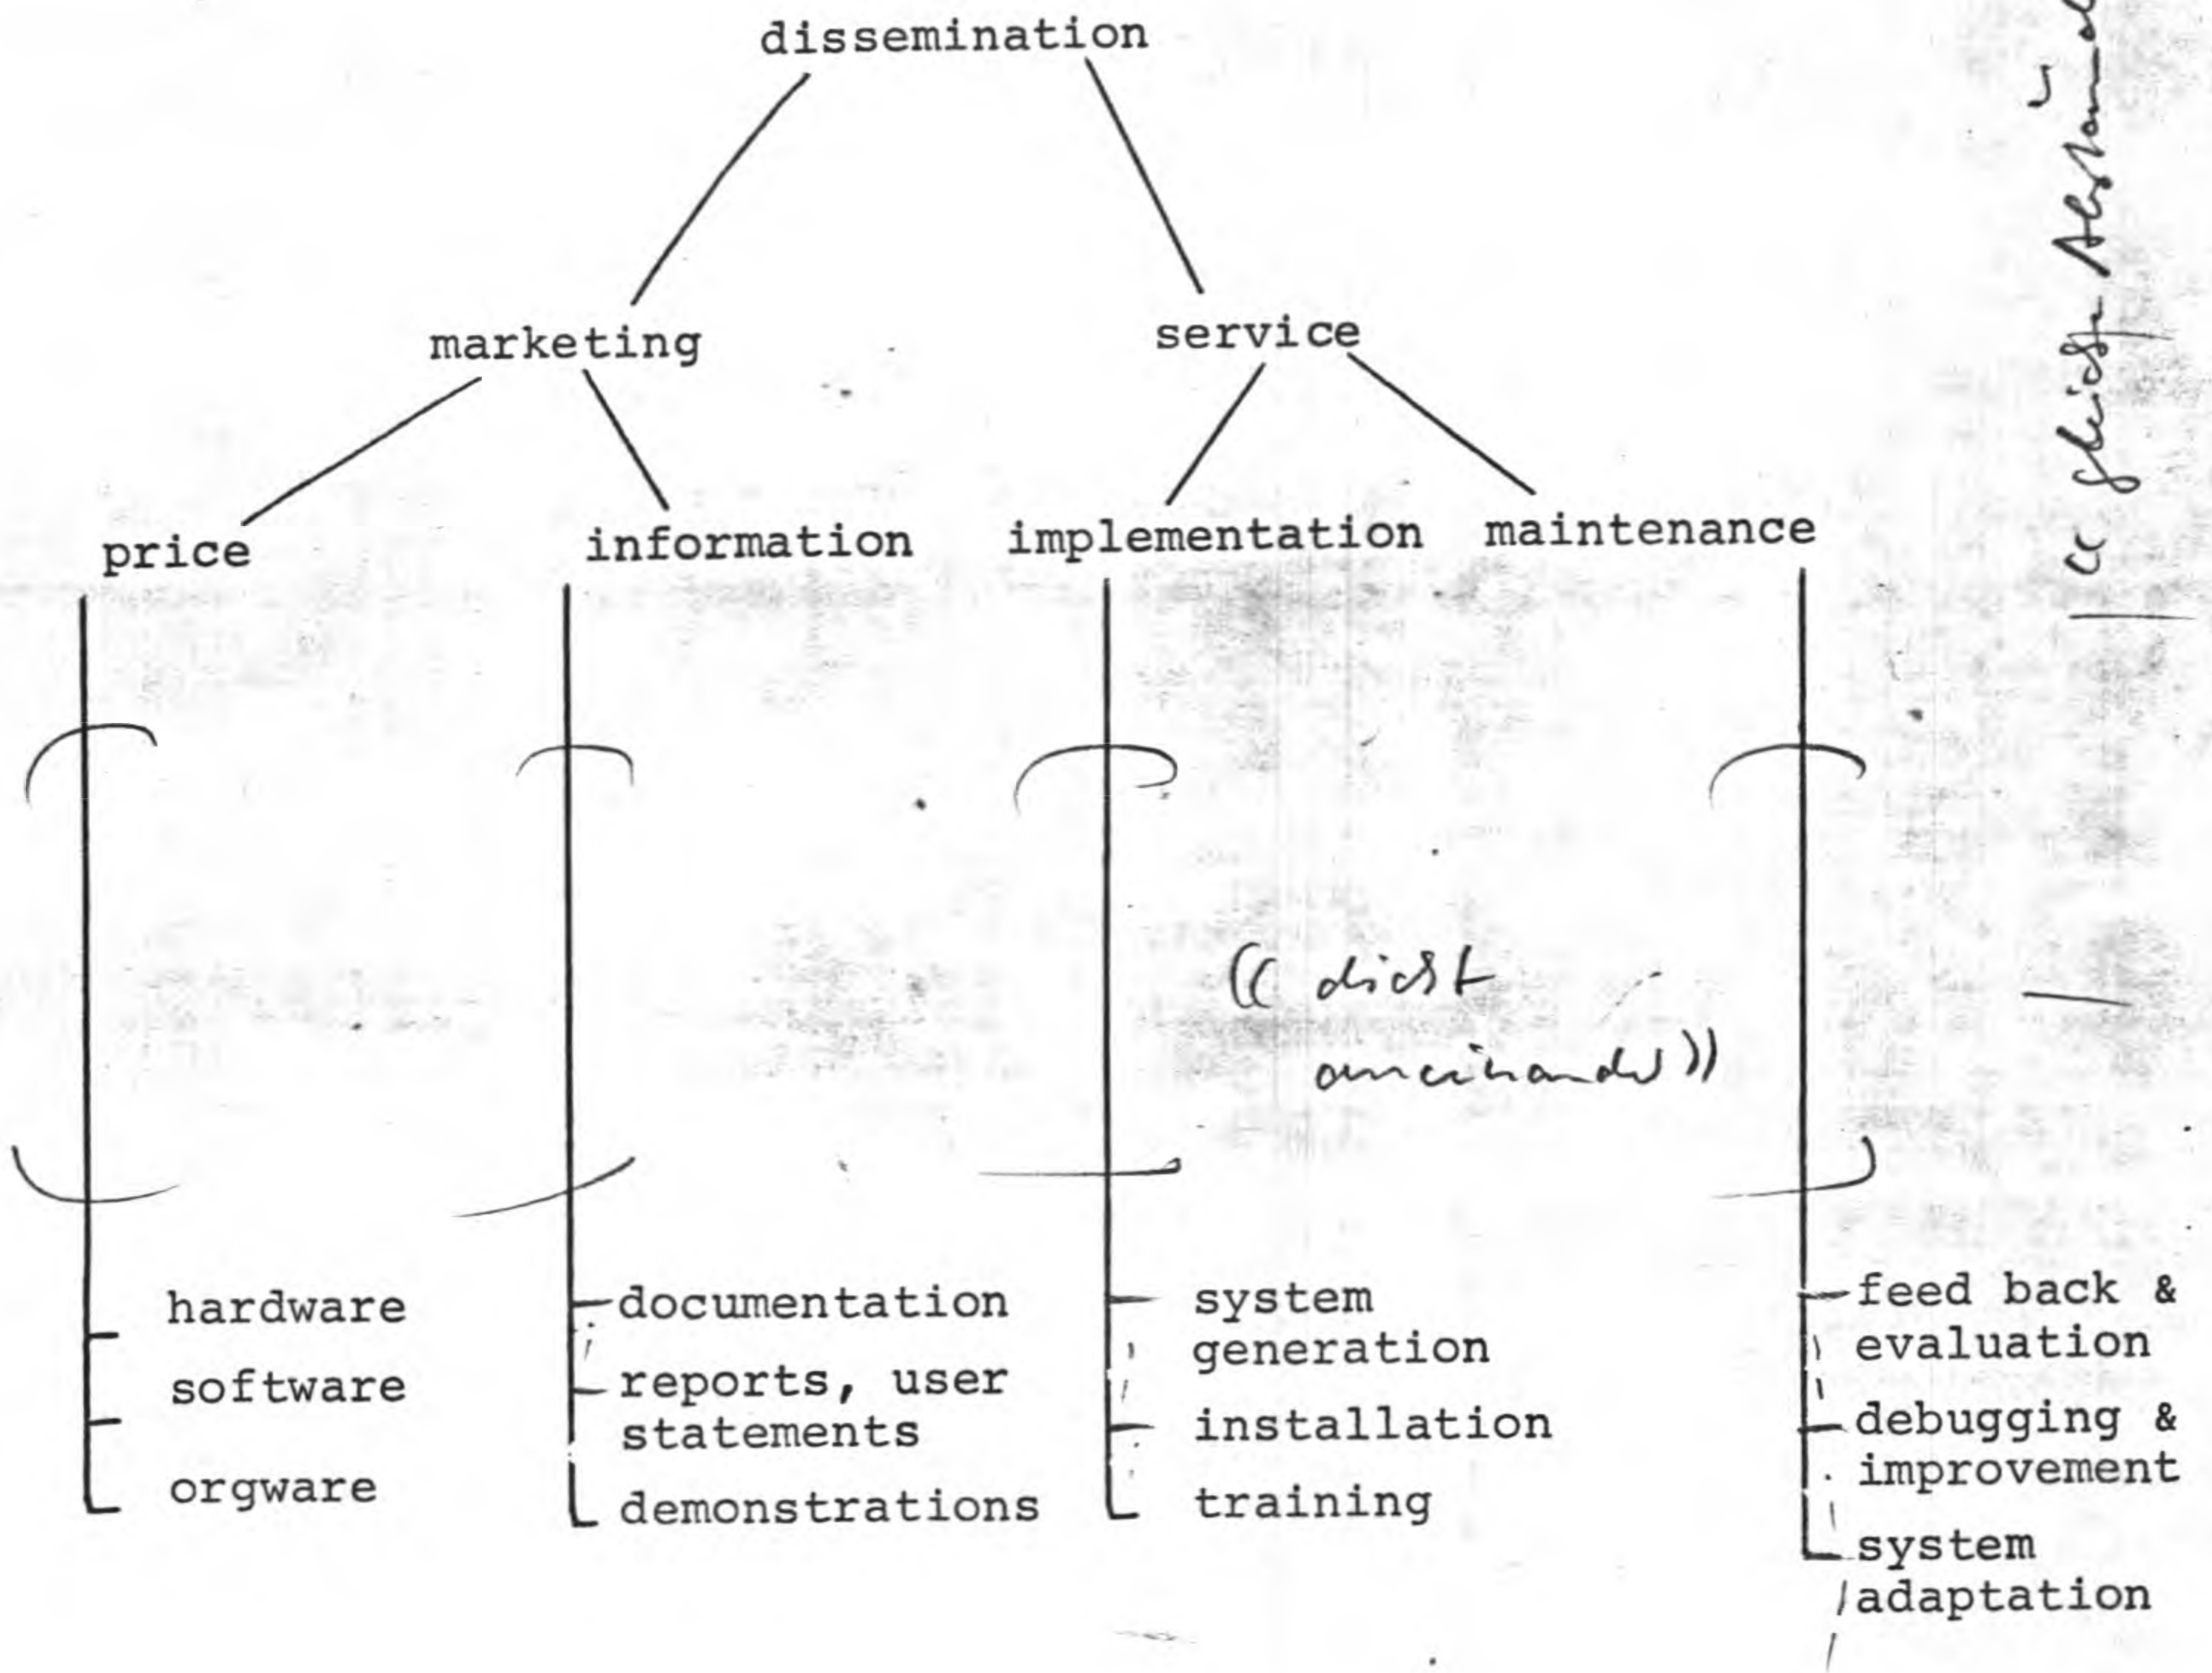 dissemination
marketing service
price information implementation maintenance
(( dicht
aneinander ))
hardware
software
orgware
documentation
reports, user
statements
demonstrations
system
generation
installation
training
feed back &
evaluation
debugging &
improvement
system
adaptation
(( gleiche